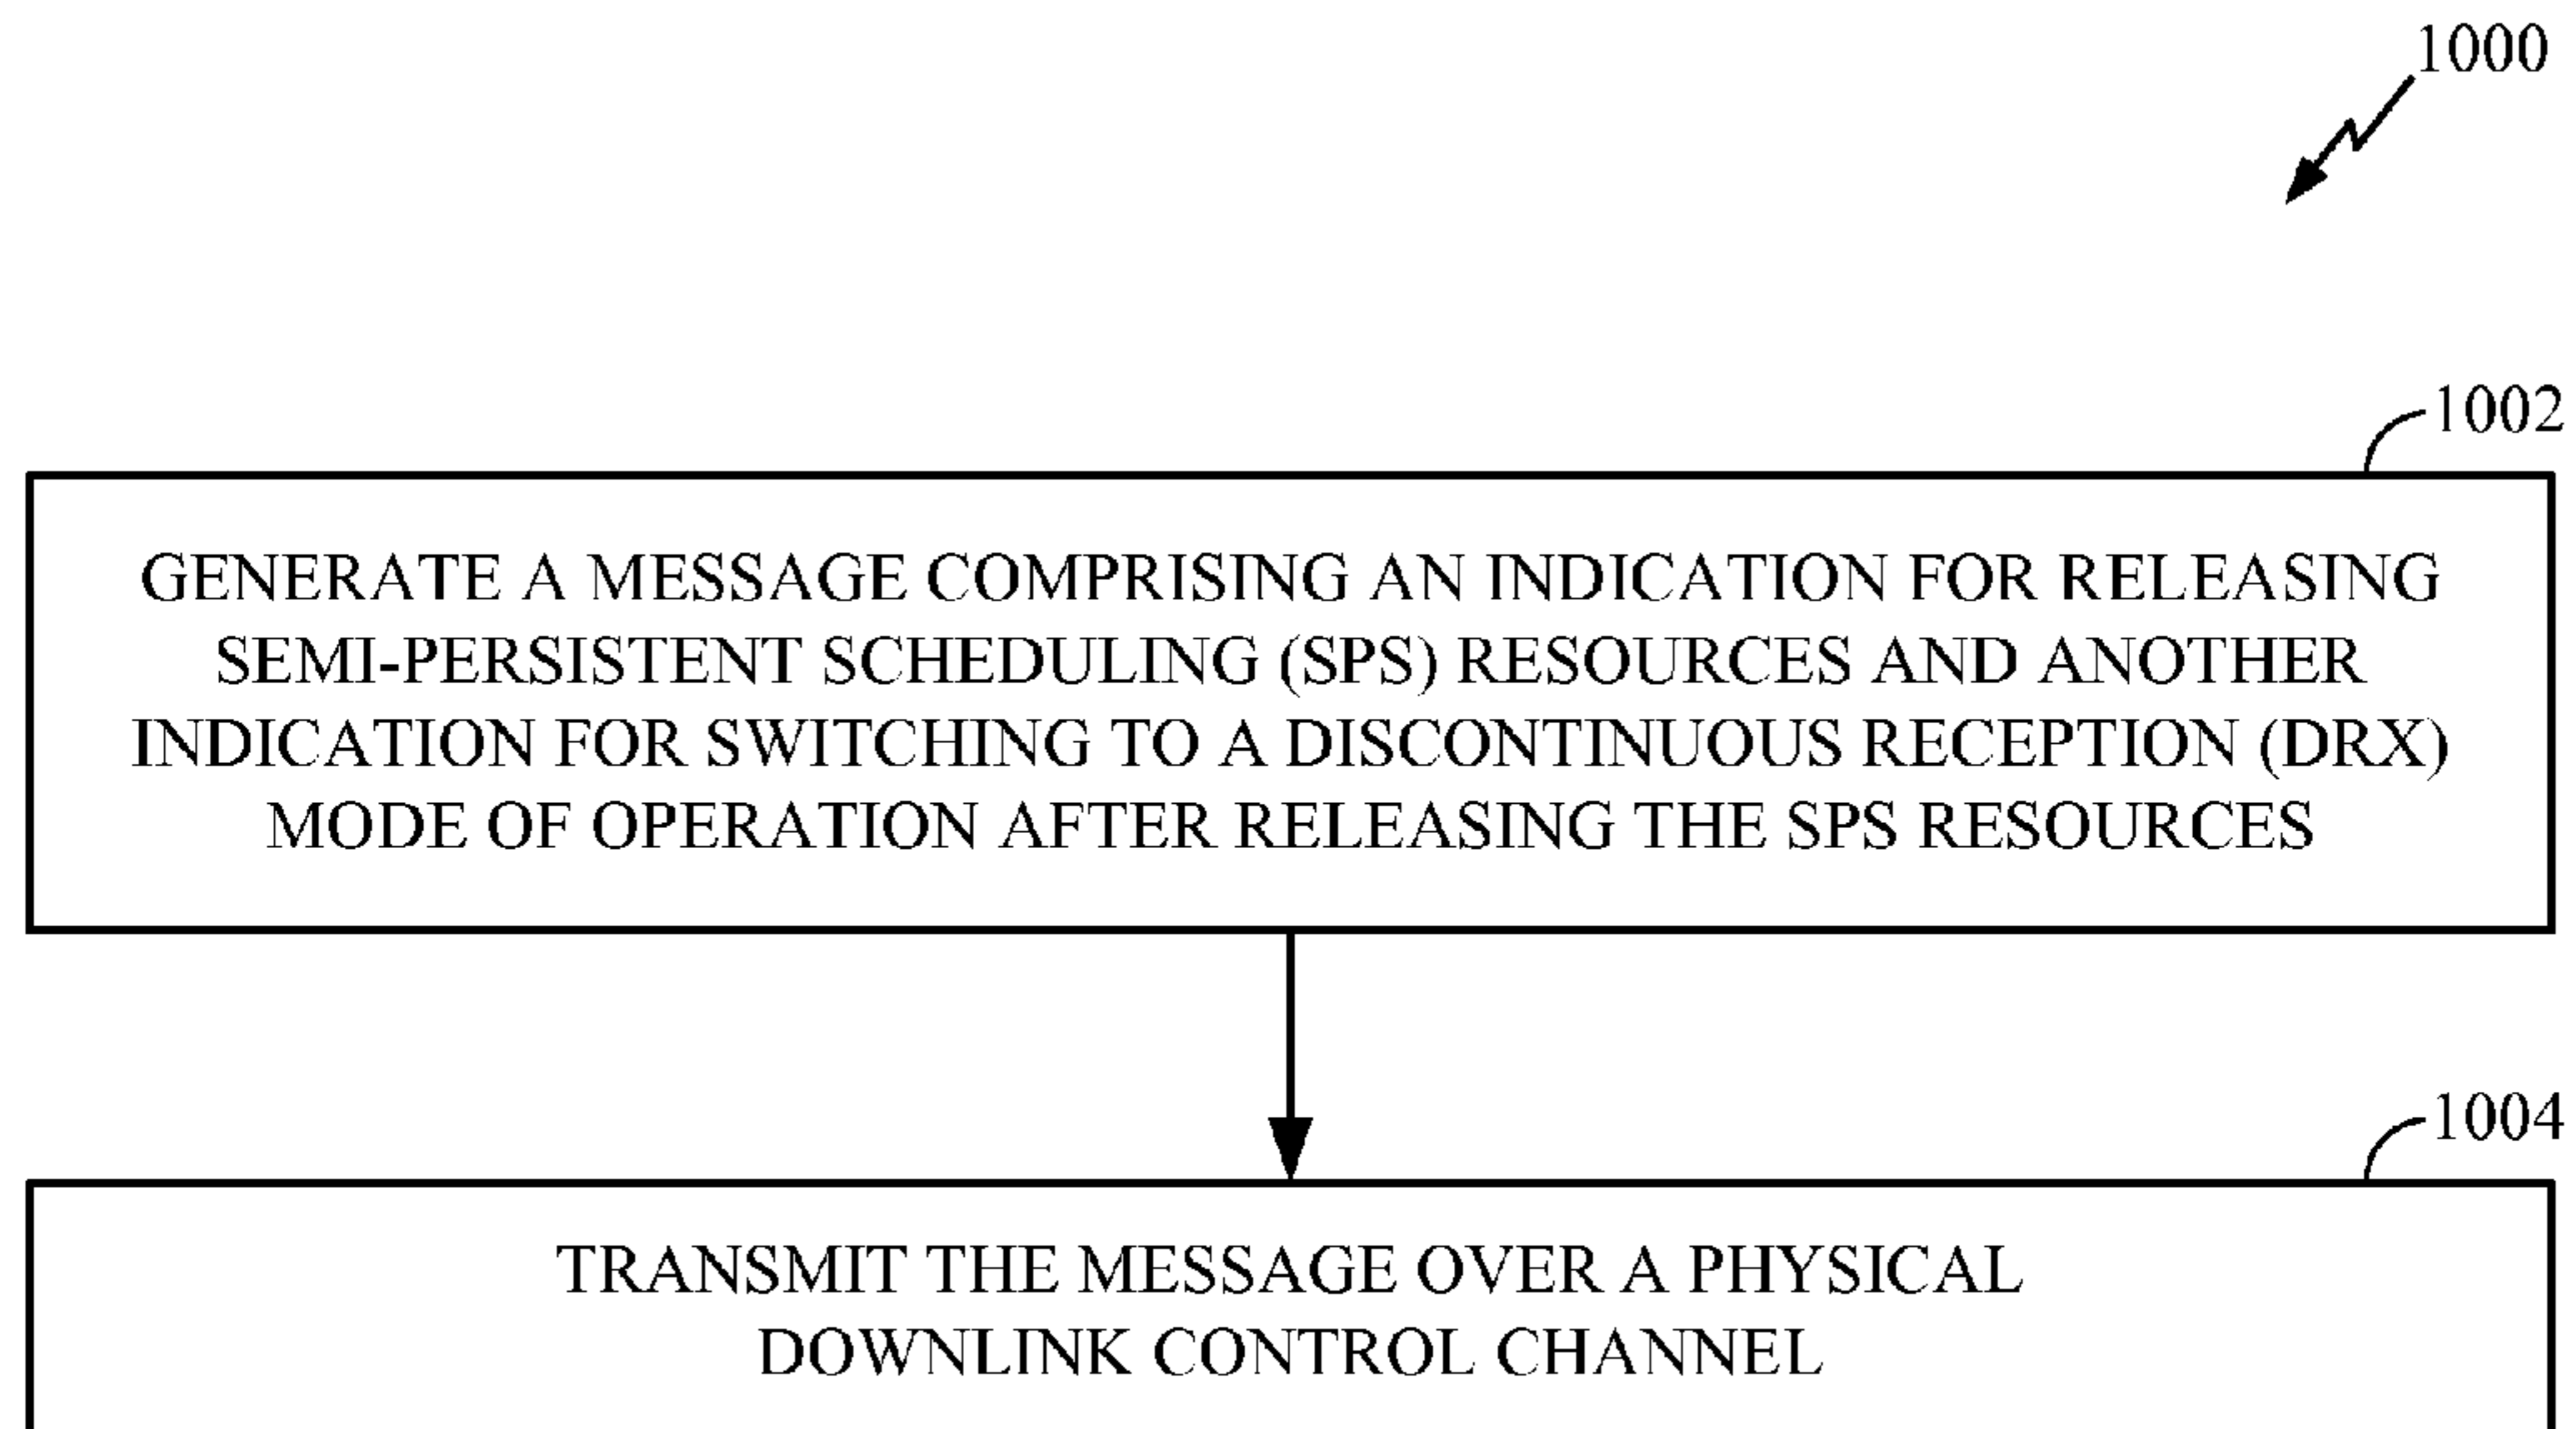 1000
1002
GENERATE A MESSAGE COMPRISING AN INDICATION FOR RELEASING
SEMI-PERSISTENT SCHEDULING (SPS) RESOURCES AND ANOTHER
INDICATION FOR SWITCHING TO A DISCONTINUOUS RECEPTION (DRX)
MODE OF OPERATION AFTER RELEASING THE SPS RESOURCES
1004
TRANSMIT THE MESSAGE OVER A PHYSICAL
DOWNLINK CONTROL CHANNEL